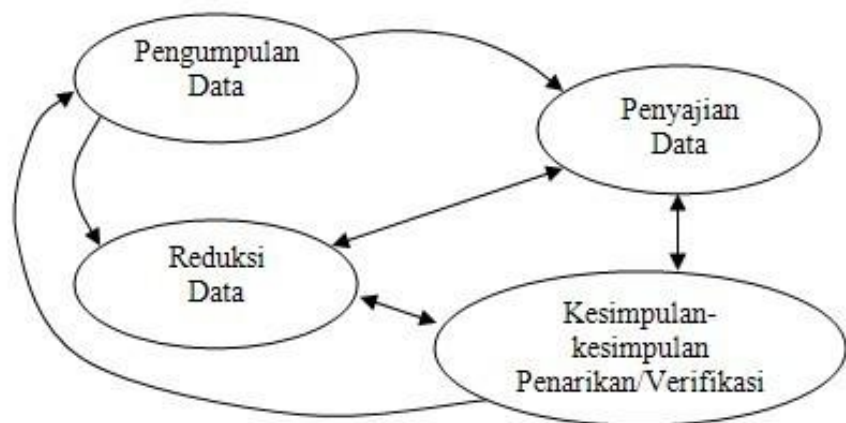 Pengumpulan
Data
Penyajian
Data
Reduksi
Data
Kesimpulan-
kesimpulan
Penarikan/Verifikasi